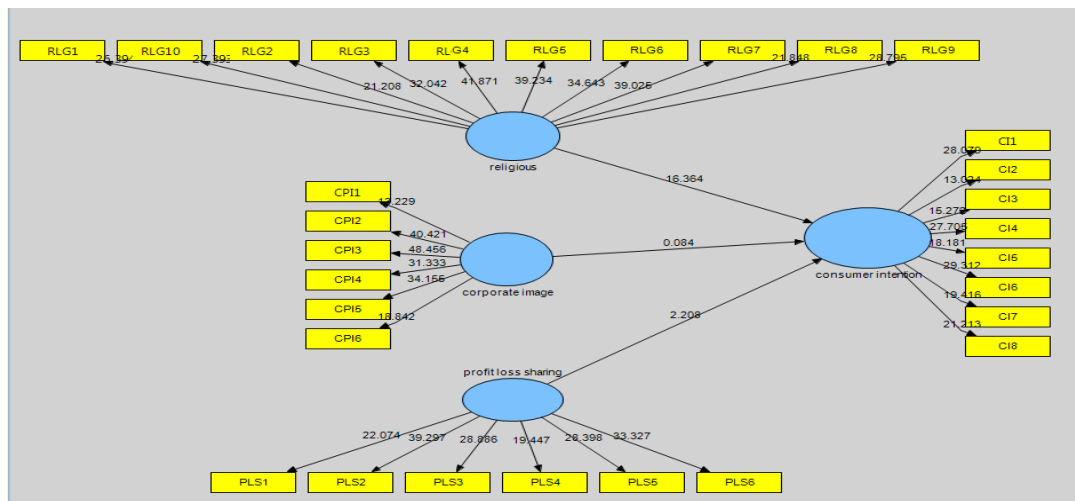 RLG1 RLG10 RLG2 RLG3 RLG4 RLG5 RLG6 RLG7 RLG8 RLG9
21.208 32.042 41.871 39.234 34.643 39.025 21.848 28.795
religious
CI1
28.079
CI2
16.364
CPI1
CI3
12.229
15.279
CPI2
27.705 CI4
40.421
0.084
18.181
CPI3
48.456
CI5
31.333
consumer intention
29.312
CPI4
34.155
CI6
corporate image
19.416
CPI5
CI7
18.842
2.208
21.213
CPI6
CI8
profit loss sharing
22.074 39.297 28.886 19.447 28.398 33.327
PLS1 PLS2 PLS3 PLS4 PLS5 PLS6